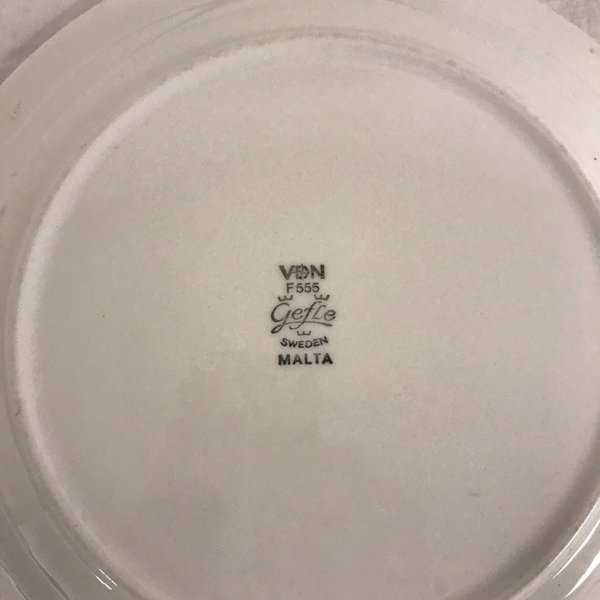 VDN
F555
Gefle
SWEDEN
MALTA